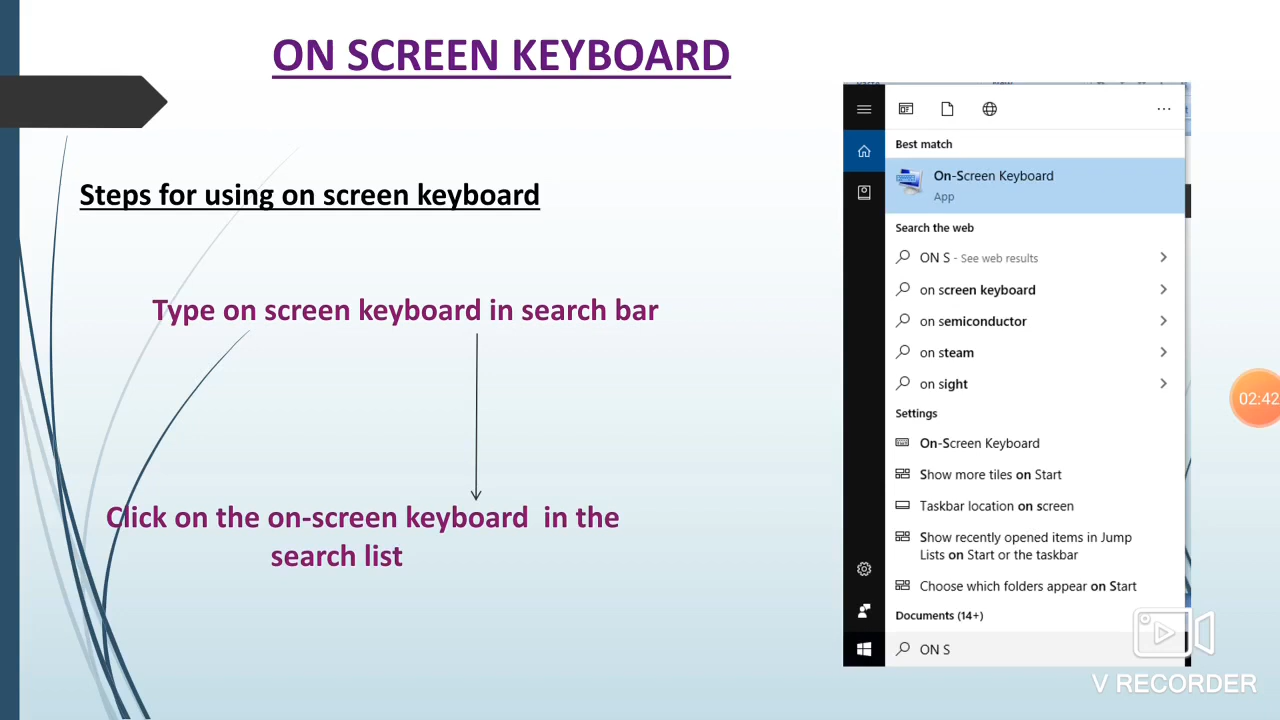 ON SCREEN KEYBOARD
Steps for using on screen keyboard
Type on screen keyboard in search bar
Click on the on-screen keyboard in the
search list
Best match
On-Screen Keyboard
App
Search the web
ON S - See web results
on screen keyboard
on semiconductor
on steam
on sight
Settings
On-Screen Keyboard
Show more tiles on Start
Taskbar location on screen
Show recently opened items in Jump
Lists on Start or the taskbar
Choose which folders appear on Start
Documents (14+)
ON S
02:42
V RECORDER